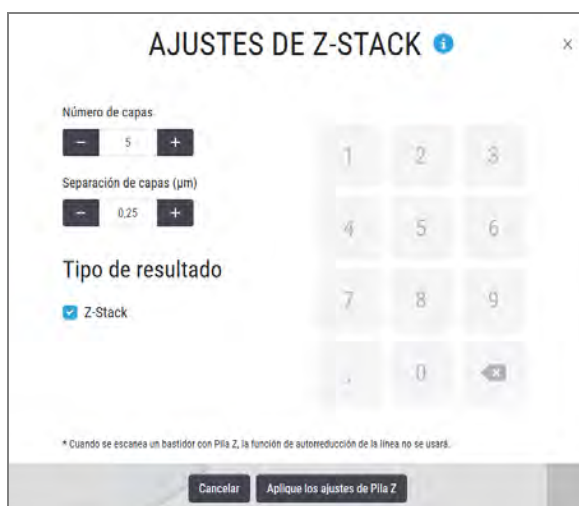 AJUSTES DE Z-STACK i
X
Número de capas
− 5 +
Separación de capas (µm)
− 0,25 +
Tipo de resultado
Z-Stack
1 2 3
4 5 6
7 8 9
. 0
* Cuando se escanea un bastidor con Pila Z, la función de autorreducción de la línea no se usará.
Cancelar
Aplique los ajustes de Pila Z